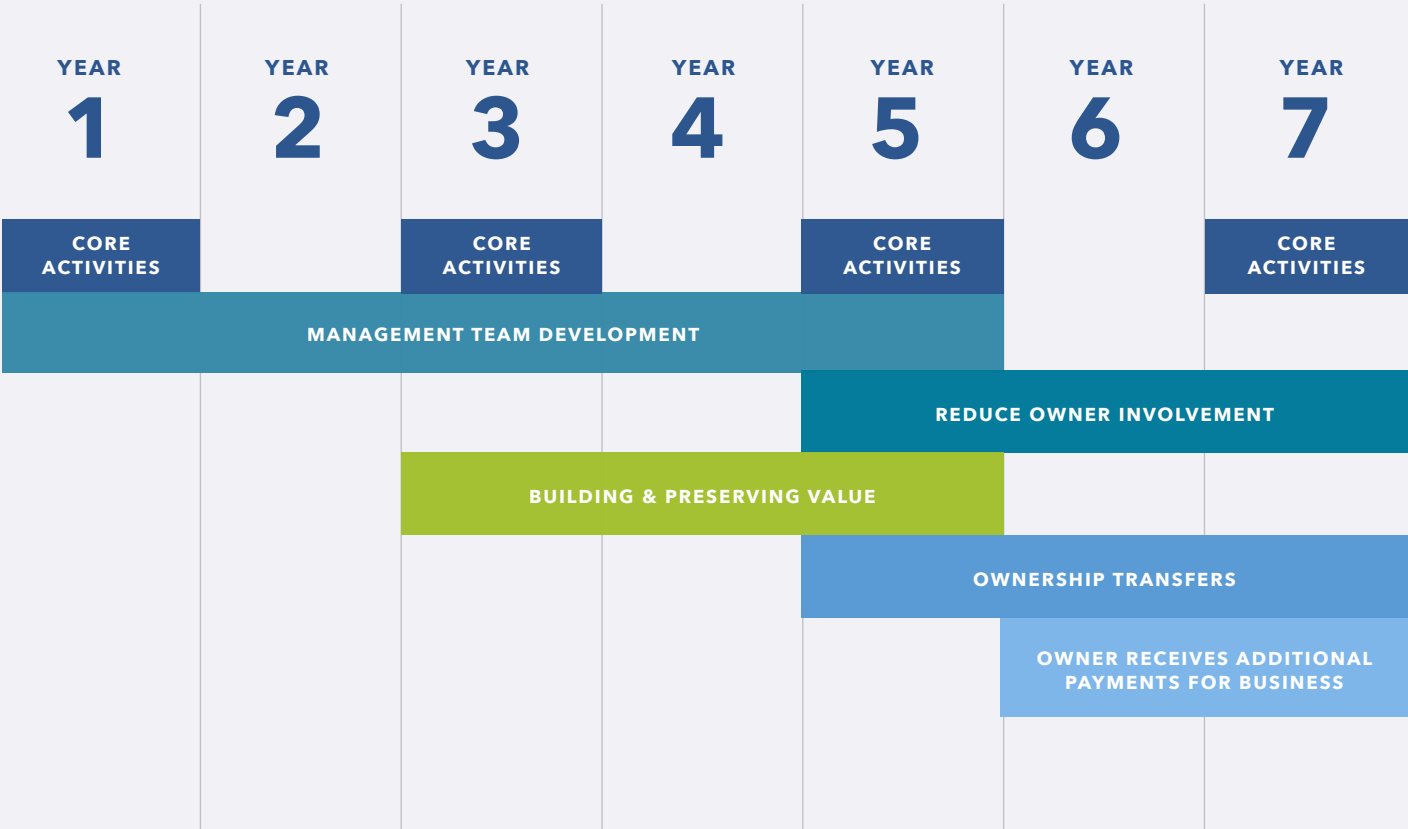 YEAR
1
YEAR
2
YEAR
3
YEAR
4
YEAR
5
YEAR
6
YEAR
7
CORE
ACTIVITIES
CORE
ACTIVITIES
CORE
ACTIVITIES
CORE
ACTIVITIES
MANAGEMENT TEAM DEVELOPMENT
REDUCE OWNER INVOLVEMENT
BUILDING & PRESERVING VALUE
OWNERSHIP TRANSFERS
OWNER RECEIVES ADDITIONAL
PAYMENTS FOR BUSINESS